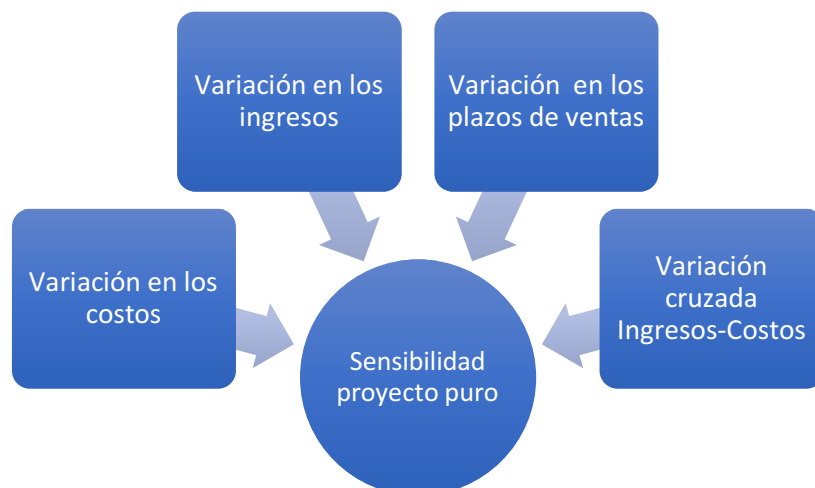 Variación en los
ingresos
Variación  en los
plazos de ventas
Variación en los
costos
Variación
cruzada
Ingresos-Costos
Sensibilidad
proyecto puro